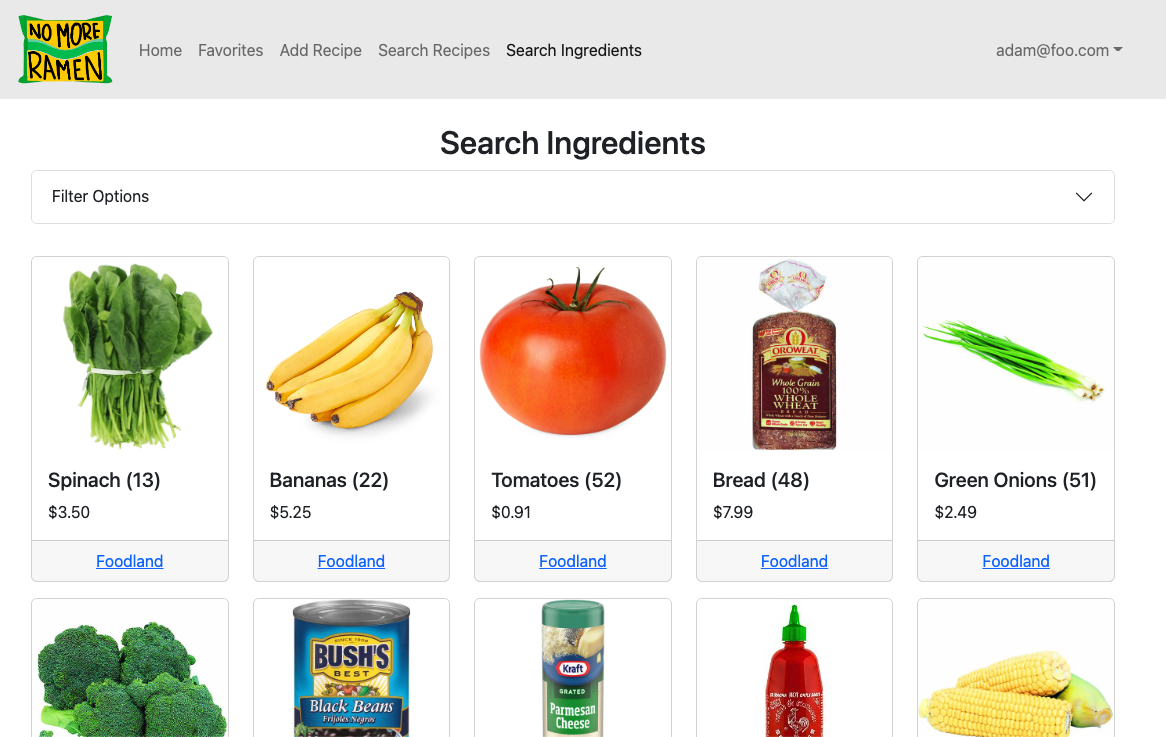 NO MORE
RAMEN
Home Favorites Add Recipe Search Recipes Search Ingredients adam@foo.com
Search Ingredients
Filter Options
OROWEAT
Whole Grain
100%
WHOLE
WHEAT
BREAD
Spinach (13) Bananas (22) Tomatoes (52) Bread (48) Green Onions (51)
$3.50 $5.25 $0.91 $7.99 $2.49
Foodland Foodland Foodland Foodland Foodland
SINCE 1908
BUSH'S
BEST
Black Beans
Frijoles Negros
Kraft
GRATED
Parmesan
Cheese